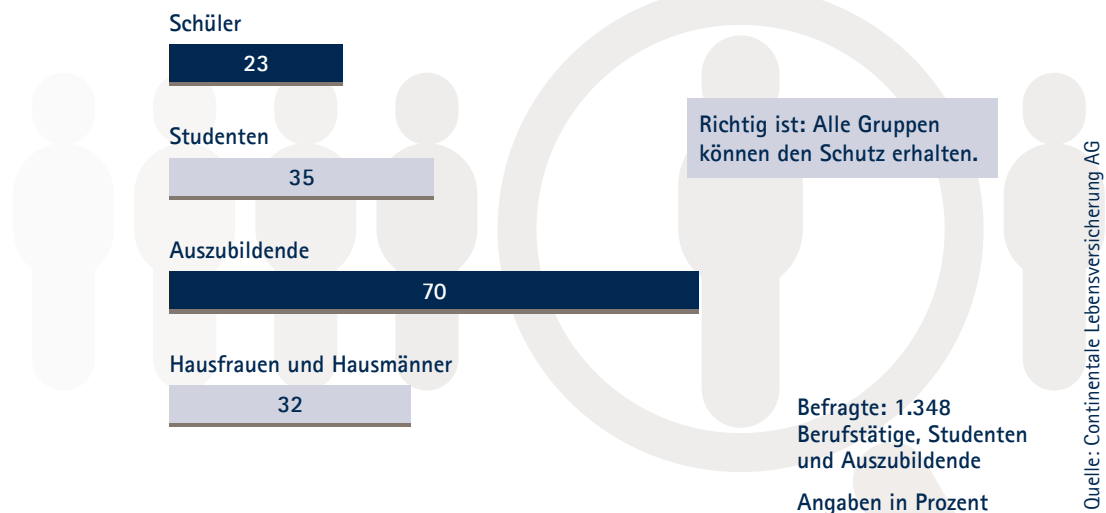 Schüler
23
Studenten
35
Auszubildende
70
Hausfrauen und Hausmänner
32
Richtig ist: Alle Gruppen
können den Schutz erhalten.
Befragte: 1.348
Berufstätige, Studenten
und Auszubildende
Angaben in Prozent
Quelle: Continentale Lebensversicherung AG